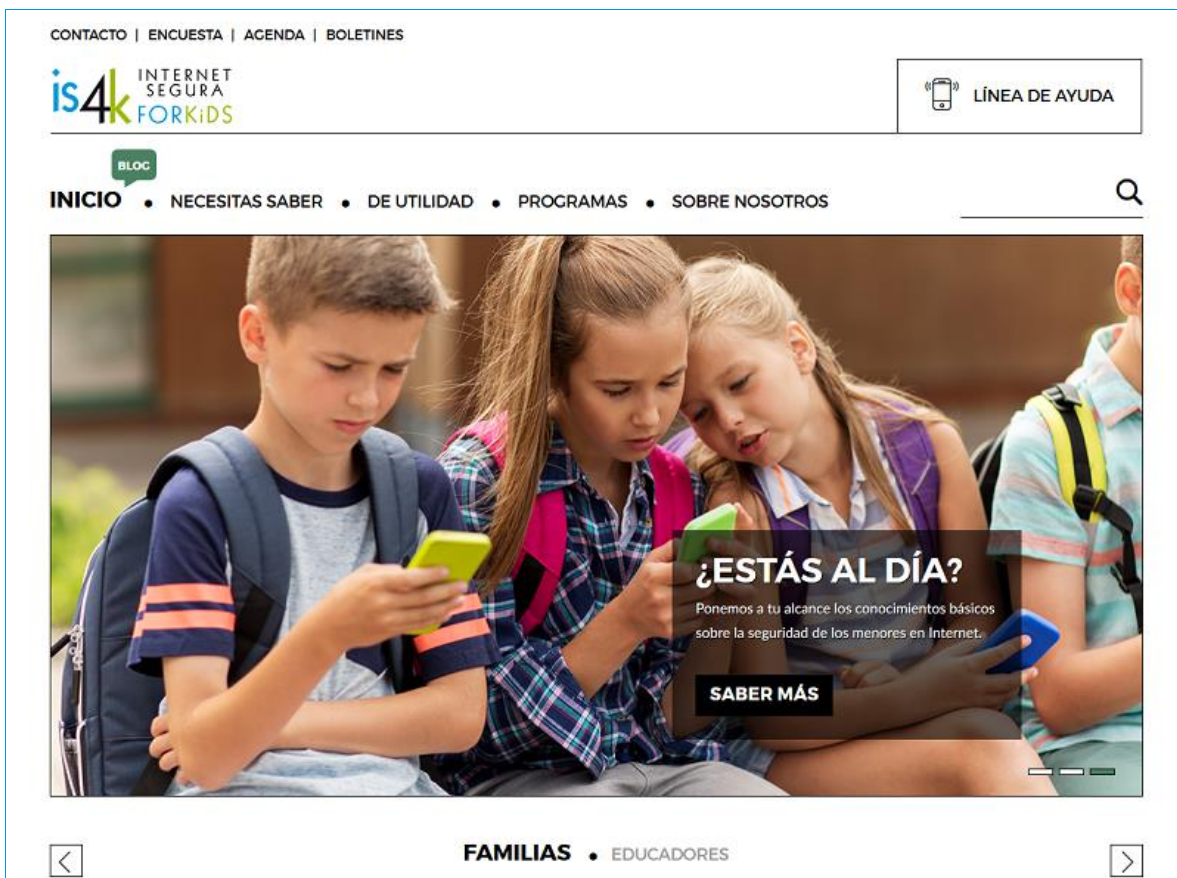 CONTACTO | ENCUESTA | AGENDA | BOLETINES
is4k INTERNET
SEGURA
FORKiDS
LÍNEA DE AYUDA
BLOG
INICIO • NECESITAS SABER • DE UTILIDAD • PROGRAMAS • SOBRE NOSOTROS
¿ESTÁS AL DÍA?
Ponemos a tu alcance los conocimientos básicos
sobre la seguridad de los menores en Internet.
SABER MÁS
FAMILIAS • EDUCADORES